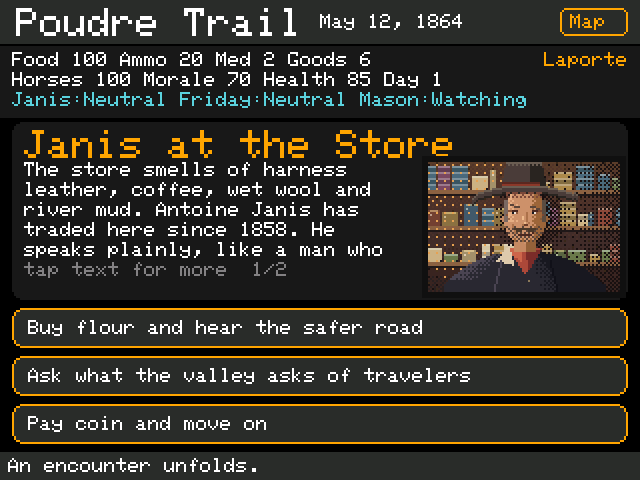 Poudre Trail May 12, 1864 Map
Food 100 Ammo 20 Med 2 Goods 6 Laporte
Horses 100 Morale 70 Health 85 Day 1
Janis:Neutral Friday:Neutral Mason:Watching
Janis at the Store
The store smells of harness
leather, coffee, wet wool and
river mud. Antoine Janis has
traded here since 1858. He
speaks plainly, like a man who
tap text for more 1/2
Buy flour and hear the safer road
Ask what the valley asks of travelers
Pay coin and move on
An encounter unfolds.